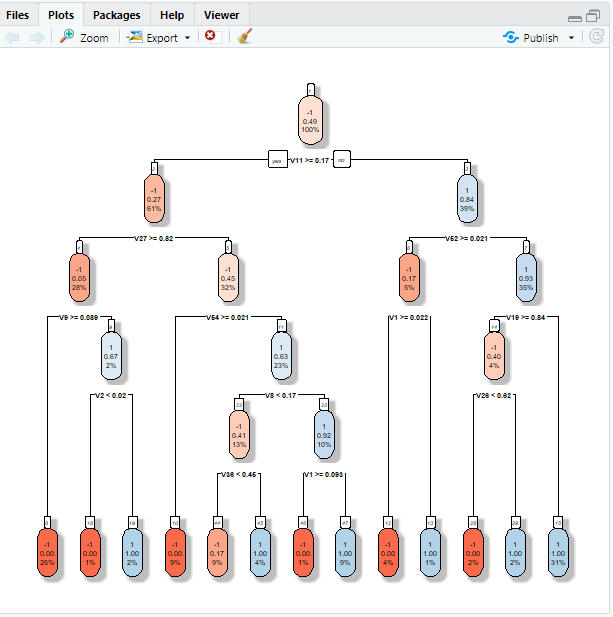 Files Plots Packages Help Viewer
Zoom Export Publish
1
-1
0.49
100%
yes V11 >= 0.17 no
2
3
-1
0.27
61%
1
0.84
39%
V27 >= 0.82
V52 >= 0.021
4
5
6
7
-1
0.05
28%
-1
0.45
32%
-1
0.17
5%
1
0.93
35%
V9 >= 0.089
V54 >= 0.021
V1 >= 0.022
V19 >= 0.84
9
11
14
1
0.67
2%
1
0.63
23%
-1
0.40
4%
V2 < 0.02
V8 < 0.17
V26 < 0.62
22
23
-1
0.41
13%
1
0.92
10%
V36 < 0.45
V1 >= 0.093
8 18 19 10 44 45 46 47 12 13 28 29 15
-1 -1 1 -1 -1 1 -1 1 -1 1 -1 1 1
0.00 0.00 1.00 0.00 0.17 1.00 0.00 1.00 0.00 1.00 0.00 1.00 1.00
26% 1% 2% 9% 9% 4% 1% 9% 4% 1% 2% 2% 31%